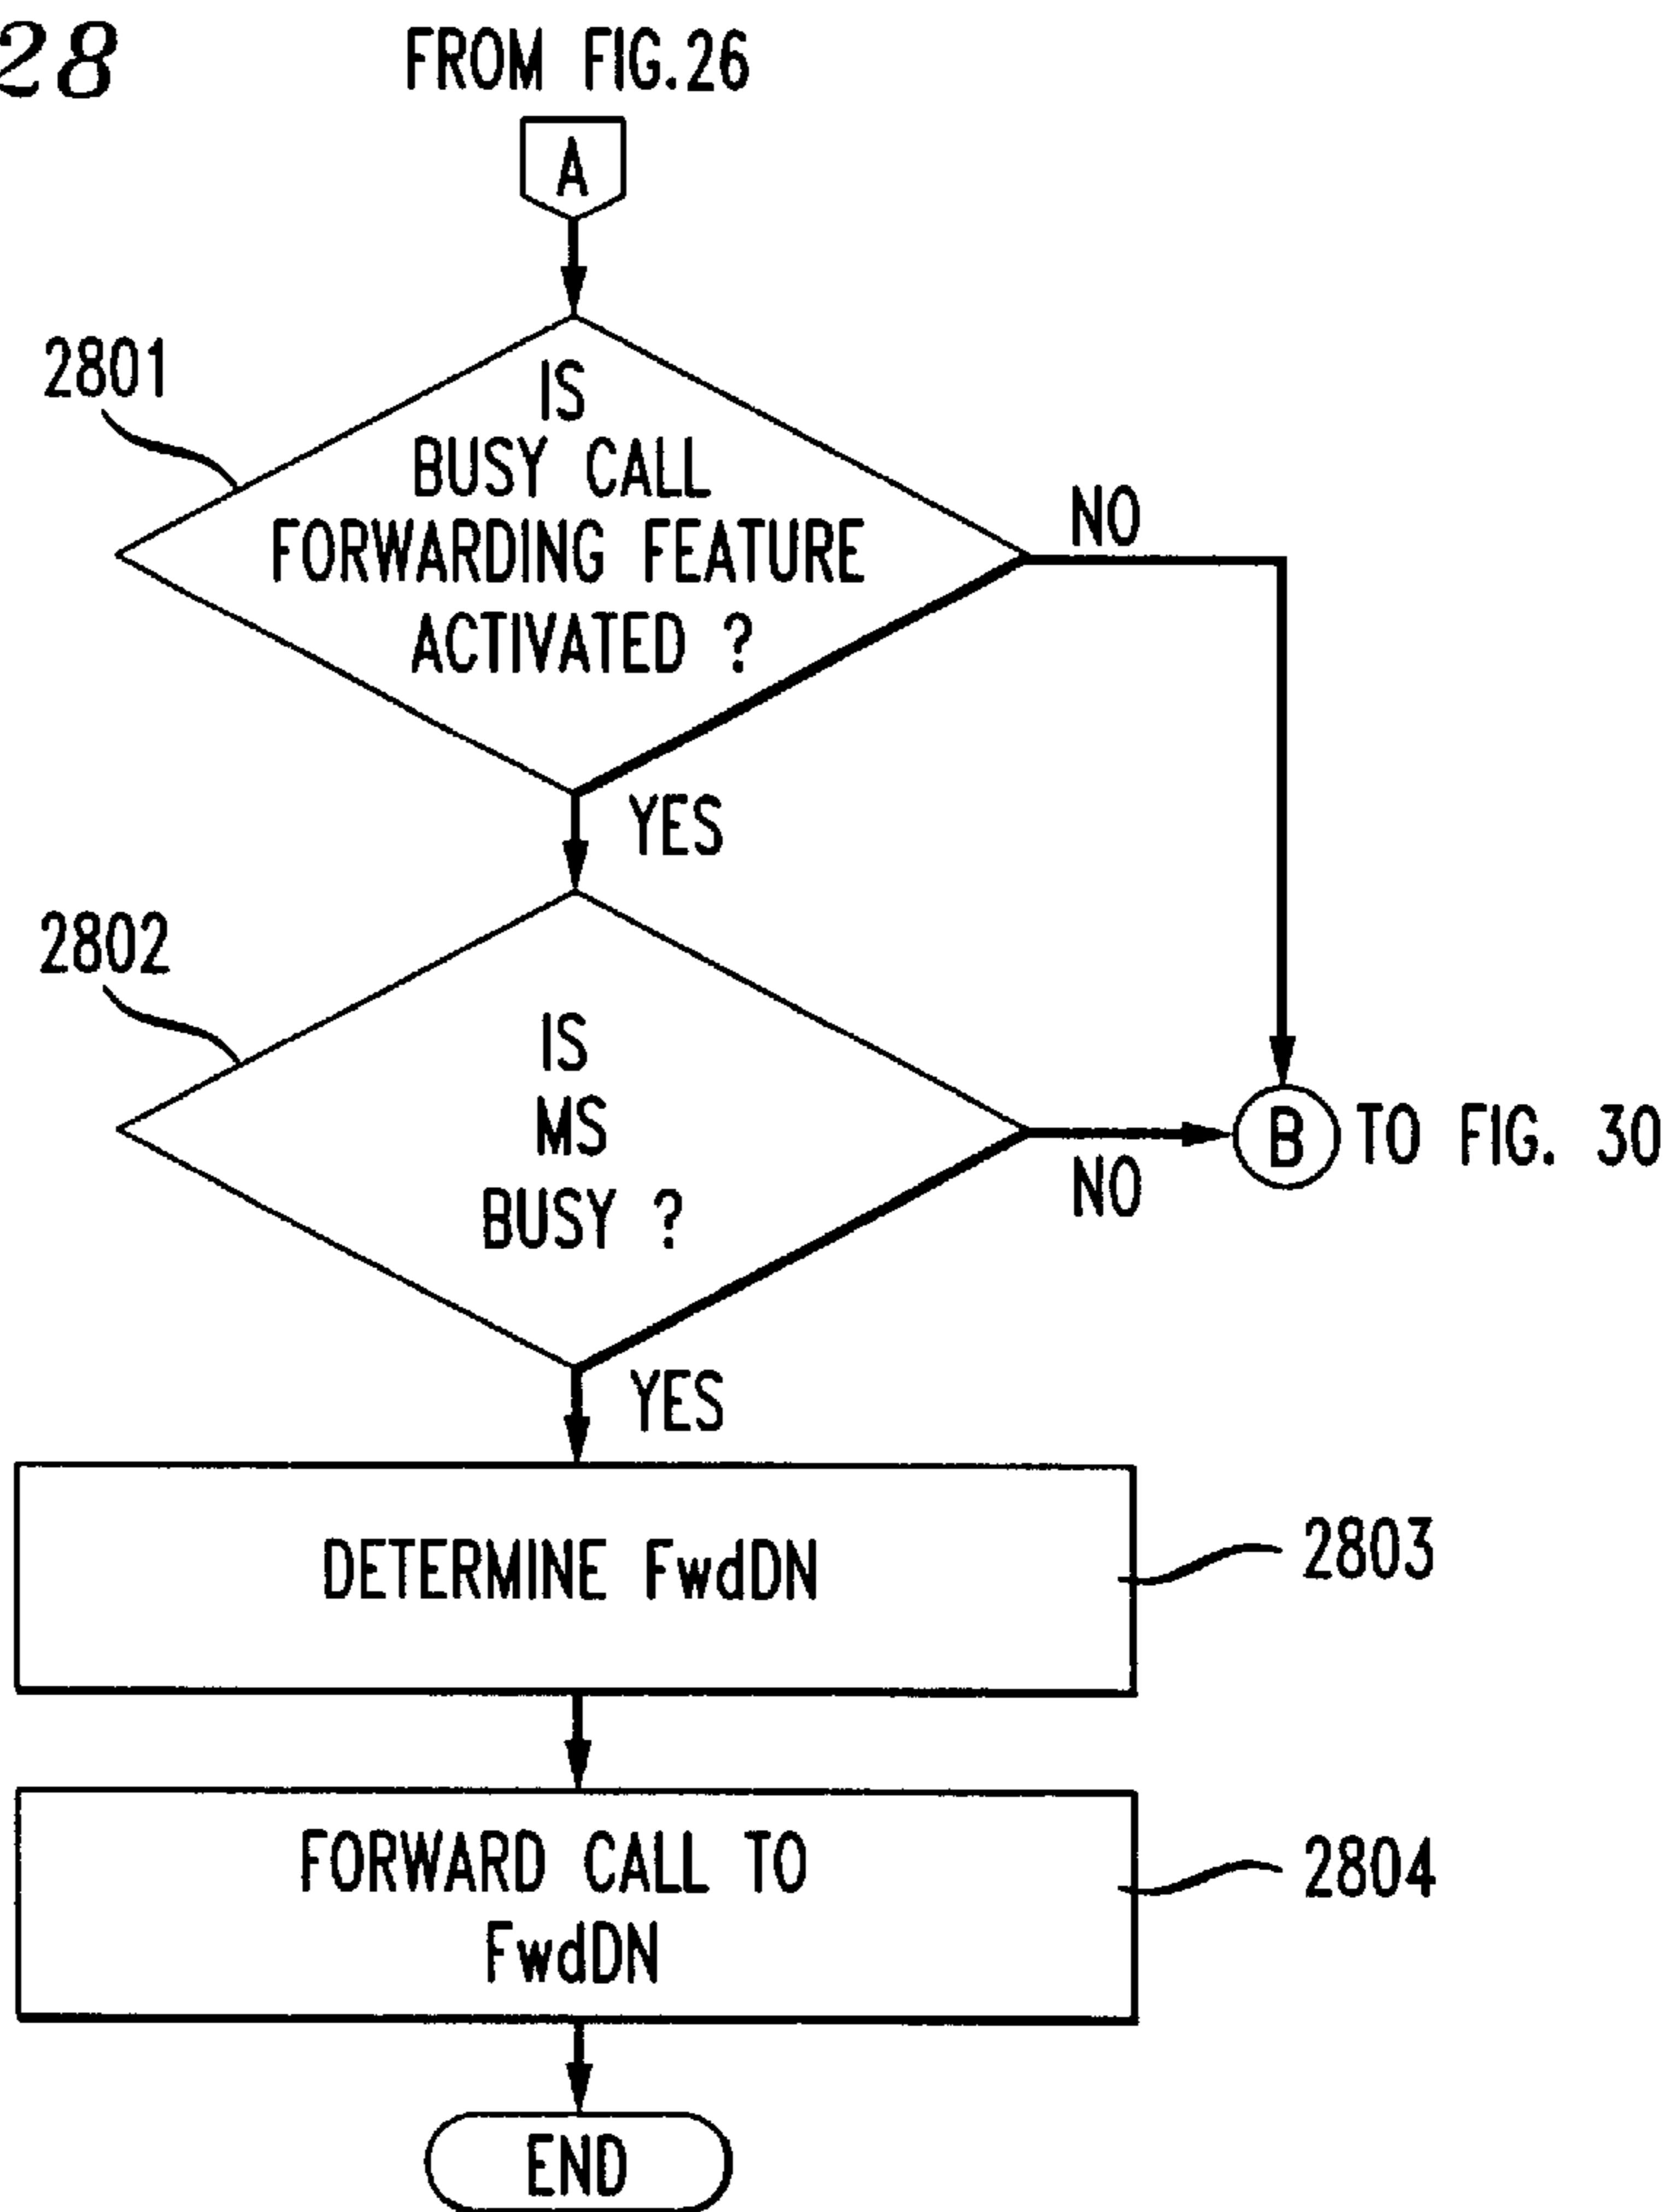 28
FROM FIG.26
A
2801
IS
BUSY CALL
FORWARDING FEATURE
ACTIVATED ?
NO
YES
2802
IS
MS
BUSY ?
NO
B TO FIG. 30
YES
DETERMINE FwdDN
2803
FORWARD CALL TO
FwdDN
2804
END